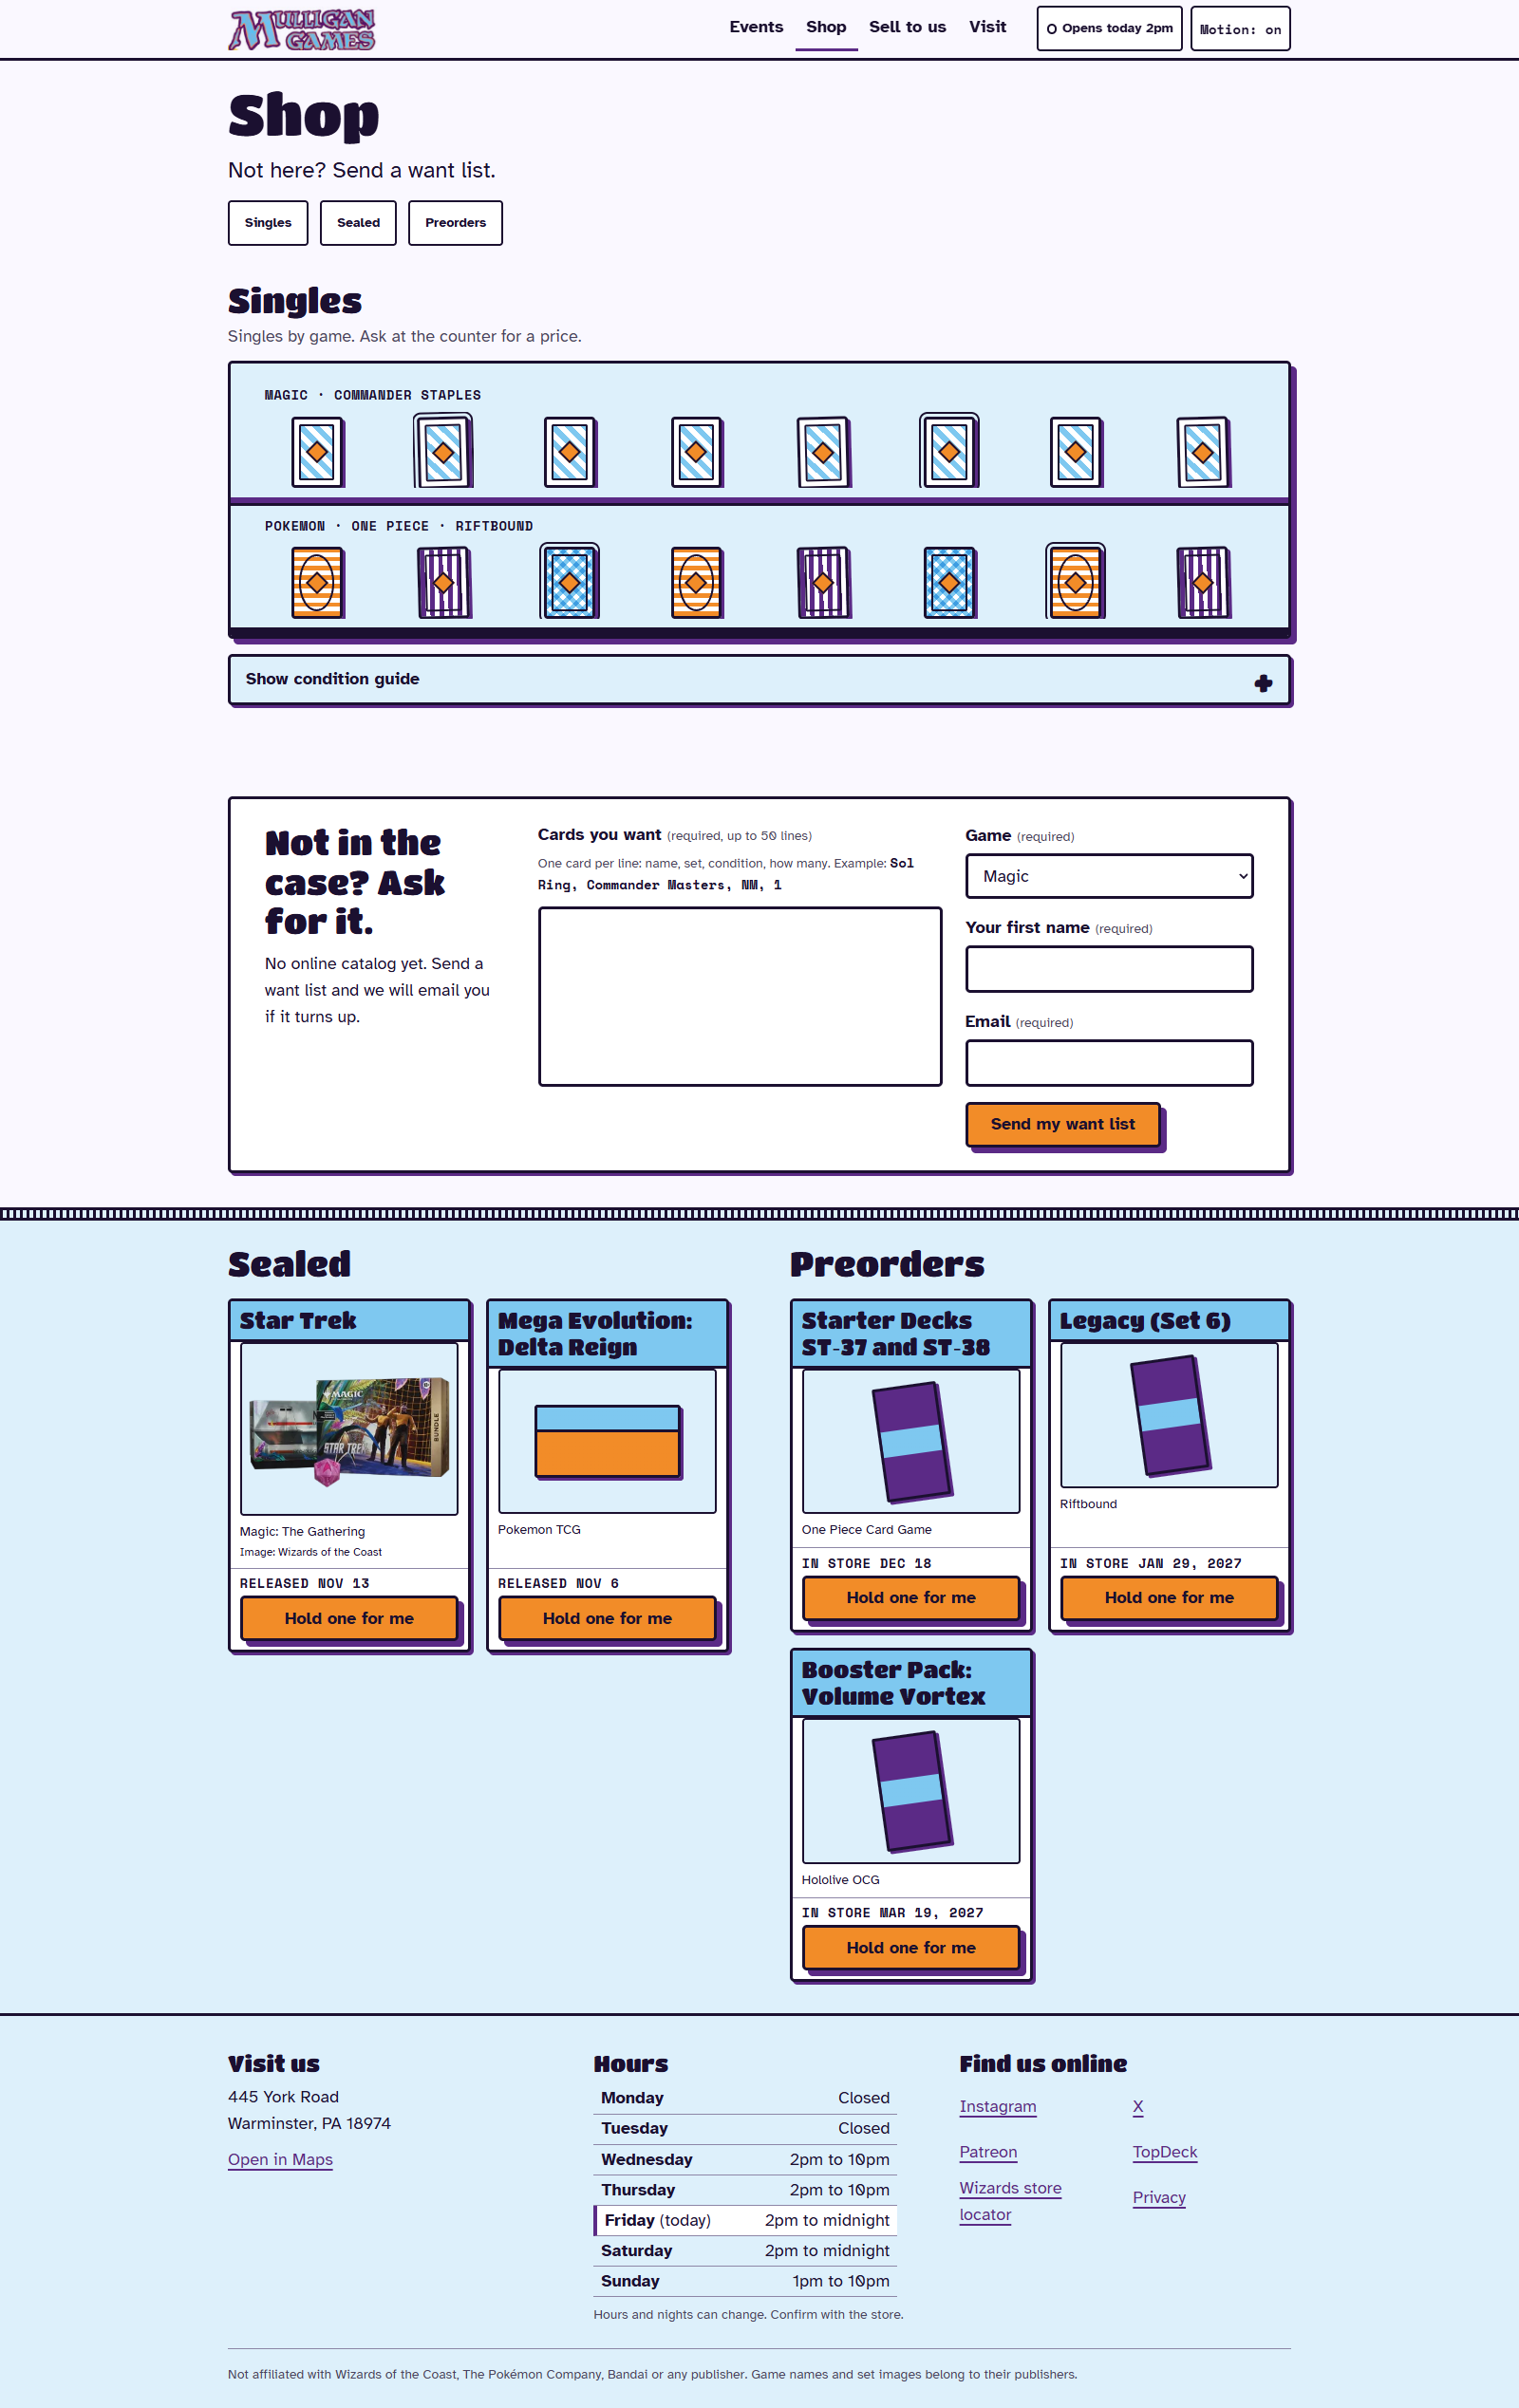 MULLIGAN GAMES
Events
Shop
Sell to us
Visit
O Opens today 2pm
Motion: on
Shop
Not here? Send a want list.
Singles
Sealed
Preorders
Singles
Singles by game. Ask at the counter for a price.
MAGIC · COMMANDER STAPLES
POKEMON · ONE PIECE · RIFTBOUND
Show condition guide
Not in the
case? Ask
for it.
No online catalog yet. Send a
want list and we will email you
if it turns up.
Cards you want (required, up to 50 lines)
One card per line: name, set, condition, how many. Example: Sol
Ring, Commander Masters, NM, 1
Game (required)
Magic
Your first name (required)
Email (required)
Send my want list
Sealed
Star Trek
MAGIC
STAR TREK
BUNDLE
Magic: The Gathering
Image: Wizards of the Coast
RELEASED NOV 13
Hold one for me
Mega Evolution:
Delta Reign
Pokemon TCG
RELEASED NOV 6
Hold one for me
Preorders
Starter Decks
ST-37 and ST-38
One Piece Card Game
IN STORE DEC 18
Hold one for me
Legacy (Set 6)
Riftbound
IN STORE JAN 29, 2027
Hold one for me
Booster Pack:
Volume Vortex
Hololive OCG
IN STORE MAR 19, 2027
Hold one for me
Visit us
445 York Road
Warminster, PA 18974
Open in Maps
Hours
Monday Closed
Tuesday Closed
Wednesday 2pm to 10pm
Thursday 2pm to 10pm
Friday (today) 2pm to midnight
Saturday 2pm to midnight
Sunday 1pm to 10pm
Hours and nights can change. Confirm with the store.
Find us online
Instagram
X
Patreon
TopDeck
Wizards store
locator
Privacy
Not affiliated with Wizards of the Coast, The Pokémon Company, Bandai or any publisher. Game names and set images belong to their publishers.